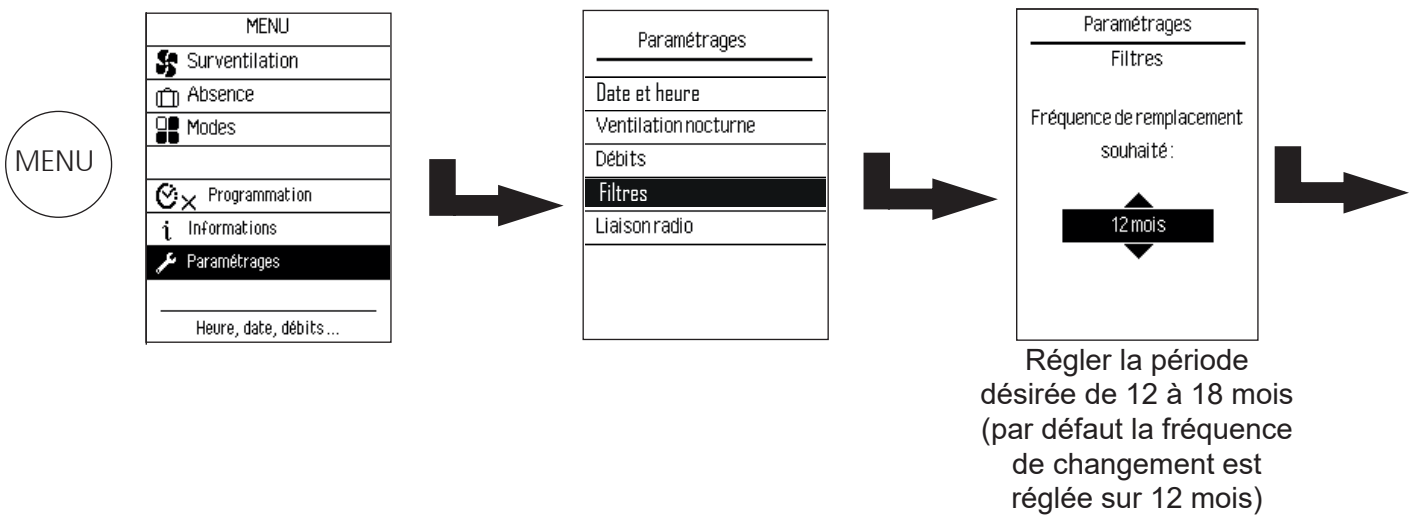 MENU
MENU
Surventilation
Absence
Modes
Programmation
i Informations
Paramétrages
Heure, date, débits ...
Paramétrages
Date et heure
Ventilation nocturne
Débits
Filtres
Liaison radio
Paramétrages
Filtres
Fréquence de remplacement
souhaité :
12 mois
Régler la période
désirée de 12 à 18 mois
(par défaut la fréquence
de changement est
réglée sur 12 mois)